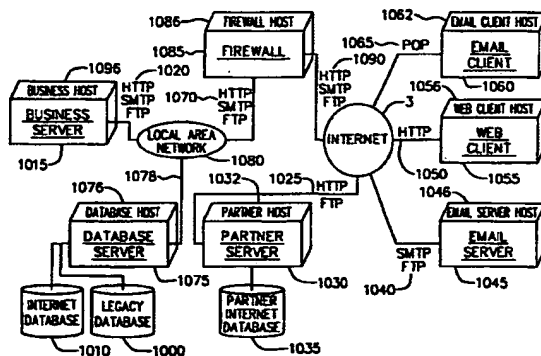 1086
FIREWALL HOST
1085
FIREWALL
1062
EMAIL CLIENT HOST
1065
POP
EMAIL
CLIENT
1060
1096
HTTP
1020
SMTP
FTP
BUSINESS HOST
BUSINESS
SERVER
1015
1070
HTTP
SMTP
FTP
1090
HTTP
SMTP
FTP
LOCAL AREA
NETWORK
1080
1078
3
INTERNET
1056
WEB CLIENT HOST
HTTP
WEB
CLIENT
1050
1055
1076
DATABASE HOST
DATABASE
SERVER
1075
1032
1025
HTTP
FTP
PARTNER HOST
PARTNER
SERVER
1030
1046
EMAIL SERVER HOST
EMAIL
SERVER
1045
SMTP
FTP
1040
INTERNET
DATABASE
1010
LEGACY
DATABASE
1000
PARTNER
INTERNET
DATABASE
1035